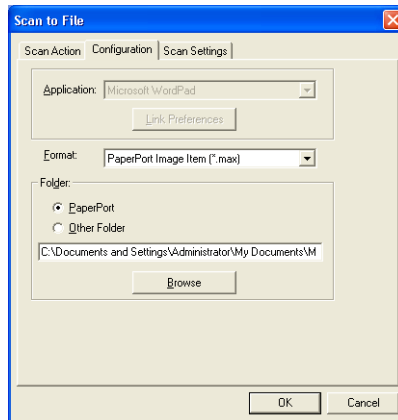 Scan to File
Scan Action Configuration Scan Settings
Application: Microsoft WordPad
Link Preferences
Format: PaperPort Image Item (*.max)
Folder:
PaperPort
Other Folder
C:\Documents and Settings\Administrator\My Documents\M
Browse
OK Cancel